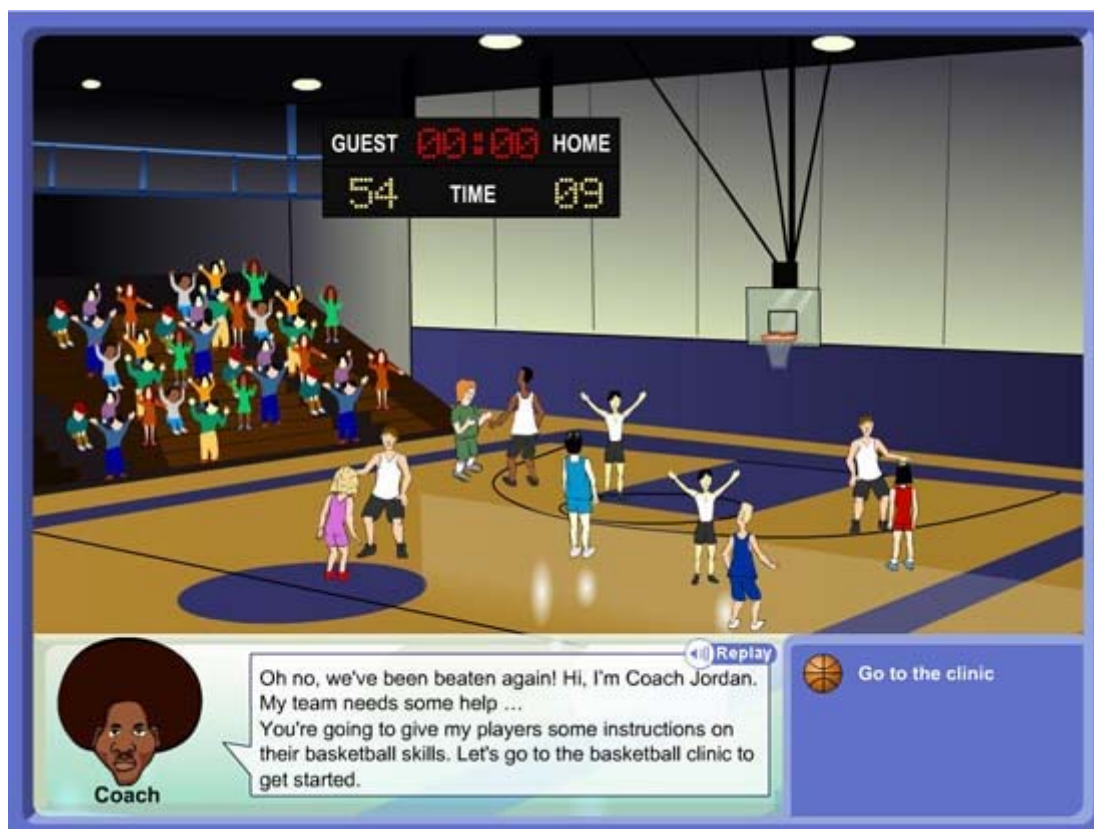 GUEST 00:00 HOME
54 TIME 09
Replay
Oh no, we've been beaten again! Hi, I'm Coach Jordan.
My team needs some help …
You're going to give my players some instructions on
their basketball skills. Let's go to the basketball clinic to
get started.
Coach
Go to the clinic